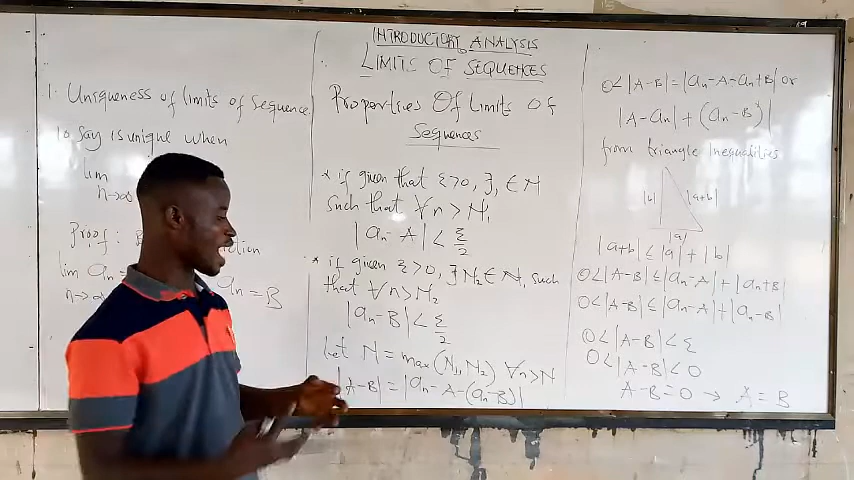 INTRODUCTORY ANALYSIS
LIMITS OF SEQUENCES
1. Uniqueness of limits of Sequence
To Say is unique when
lim
n→∞
Proof:
lim an =
n→∞
an = B
Properties Of Limits Of
Sequences
* if given that ε>0, ∃, ∈ N
such that ∀n > N1
|an - A| < ε/2
* if given ε>0, ∃ N2 ∈ N, such
that ∀n>N2
|an - B| < ε/2
Let N = max(N1, N2) ∀n>N
|A-B| = |an - A - (an - B)|
0< |A-B| = |an - A - an + B| or
|A - an| + (an - B)|
from triangle Inequalities
|b| |a+b|
|a|
|a+b| ≤ |a| + |b|
0< |A-B| ≤ |an - A| + |an + B|
0< |A-B| ≤ |an - A| + |an - B|
0< |A-B| < ε
0< |A-B| < 0
A-B = 0 → A = B